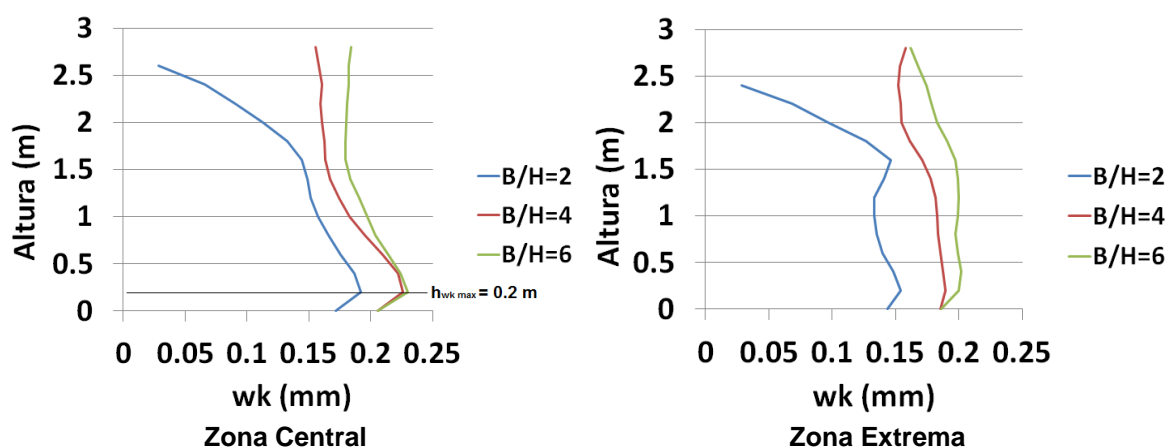 3
2.5
2
1.5
1
0.5
0
Altura (m)
0 0.05 0.1 0.15 0.2 0.25
wk (mm)
B/H=2
B/H=4
B/H=6
hwk max = 0.2 m
Zona Central
3
2.5
2
1.5
1
0.5
0
Altura (m)
0 0.05 0.1 0.15 0.2 0.25
wk (mm)
B/H=2
B/H=4
B/H=6
Zona Extrema